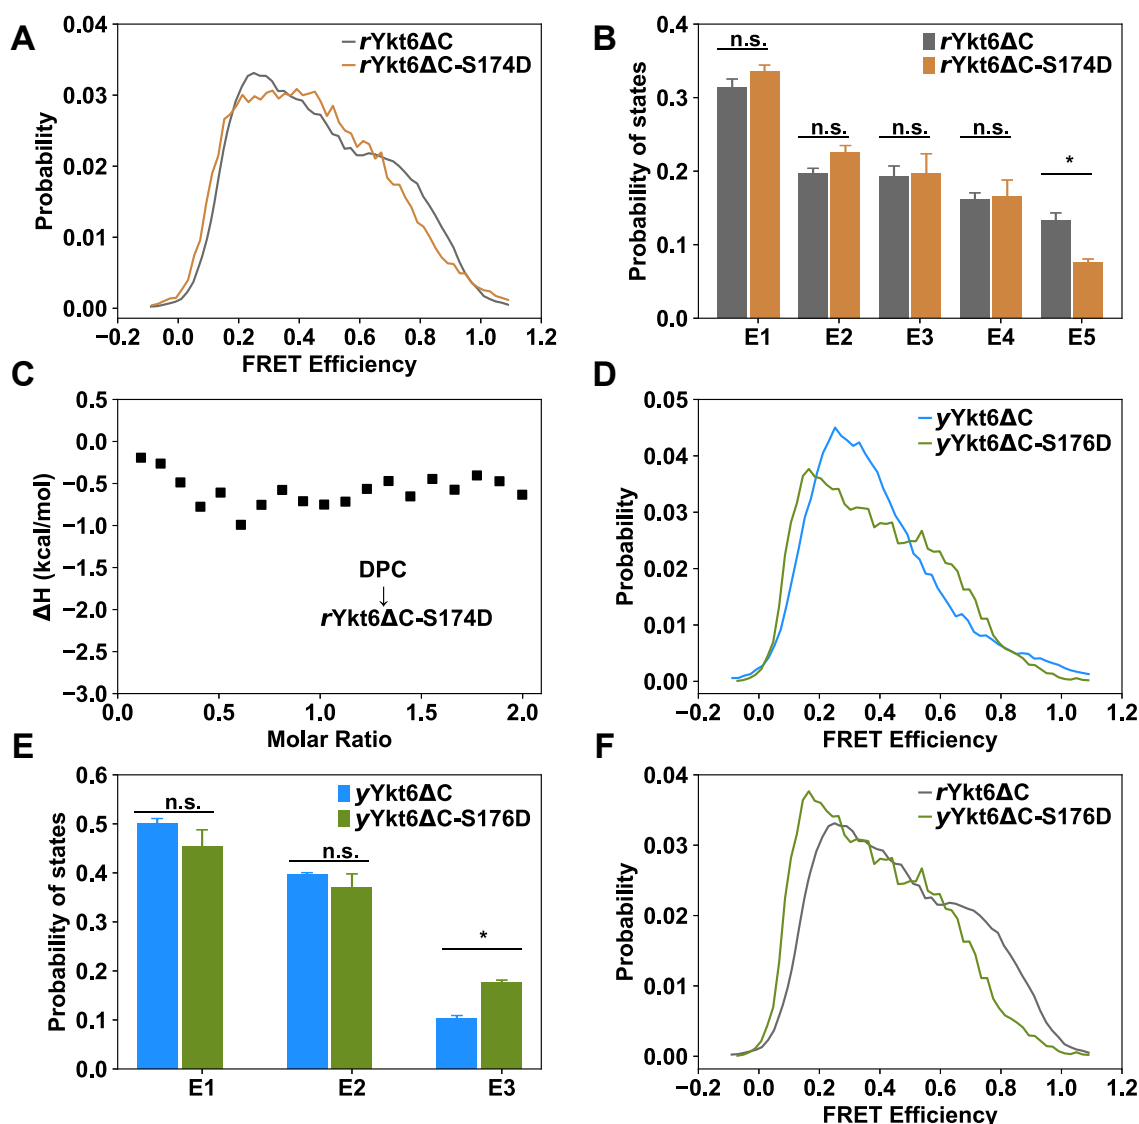 A
0.04
0.03
0.02
0.01
0.00
Probability
rYkt6ΔC
rYkt6ΔC-S174D
−0.2 0.0 0.2 0.4 0.6 0.8 1.0 1.2
FRET Efficiency
B
0.4
0.3
0.2
0.1
0.0
Probability of states
rYkt6ΔC
rYkt6ΔC-S174D
n.s.
n.s. n.s. n.s.
*
E1 E2 E3 E4 E5
C
0.5
0.0
−0.5
−1.0
−1.5
−2.0
−2.5
−3.0
ΔH (kcal/mol)
DPC
↓
rYkt6ΔC-S174D
0.0 0.5 1.0 1.5 2.0
Molar Ratio
D
0.05
0.04
0.03
0.02
0.01
0.00
Probability
yYkt6ΔC
yYkt6ΔC-S176D
−0.2 0.0 0.2 0.4 0.6 0.8 1.0 1.2
FRET Efficiency
E
0.6
0.5
0.4
0.3
0.2
0.1
0.0
Probability of states
yYkt6ΔC
yYkt6ΔC-S176D
n.s.
n.s.
*
E1 E2 E3
F
0.04
0.03
0.02
0.01
0.00
Probability
rYkt6ΔC
yYkt6ΔC-S176D
−0.2 0.0 0.2 0.4 0.6 0.8 1.0 1.2
FRET Efficiency